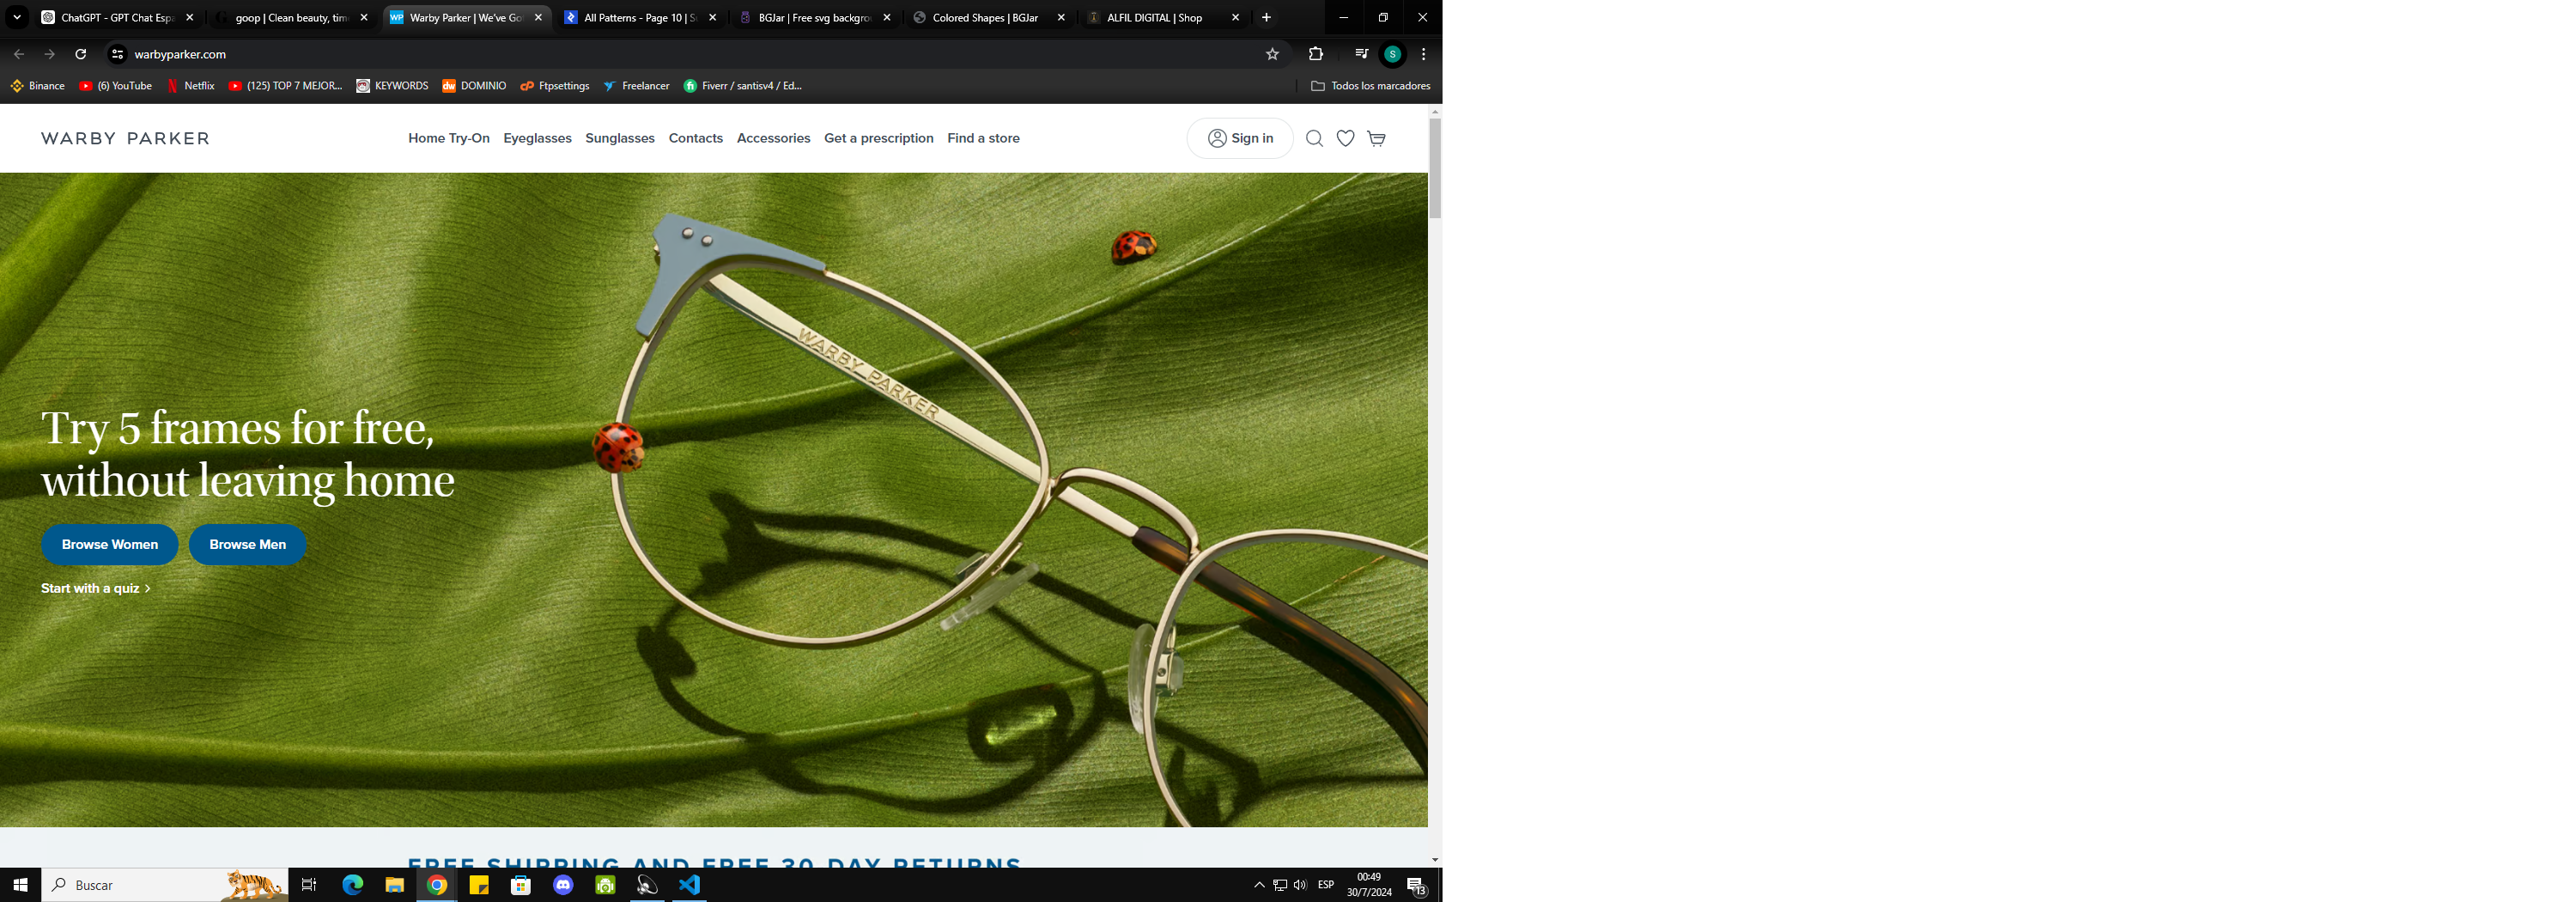 ChatGPT - GPT Chat Espa
goop | Clean beauty, tim
Warby Parker | We've Go
All Patterns - Page 10 | S
BGJar | Free svg backgrou
Colored Shapes | BGJar
ALFIL DIGITAL | Shop
warbyparker.com
S
Binance
(6) YouTube
Netflix
(125) TOP 7 MEJOR...
KEYWORDS
DOMINIO
Ftpsettings
Freelancer
Fiverr / santisv4 / Ed...
Todos los marcadores
WARBY PARKER
Home Try-On Eyeglasses Sunglasses Contacts Accessories Get a prescription Find a store
Sign in
WARBY PARKER
Try 5 frames for free,
without leaving home
Browse Women Browse Men
Start with a quiz >
FREE SHIPPING AND FREE 30-DAY RETURNS
Buscar
ESP
00:49
30/7/2024
13